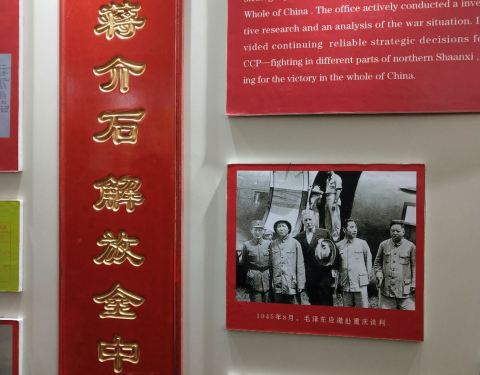 蒋介石解放全中
Whole of China . The office actively conducted a inve
tive research and an analysis of the war situation. I
vided continuing reliable strategic decisions fo
CCP—fighting in different parts of northern Shaanxi ,
ing for the victory in the whole of China.
1945年8月，毛泽东应邀赴重庆谈判